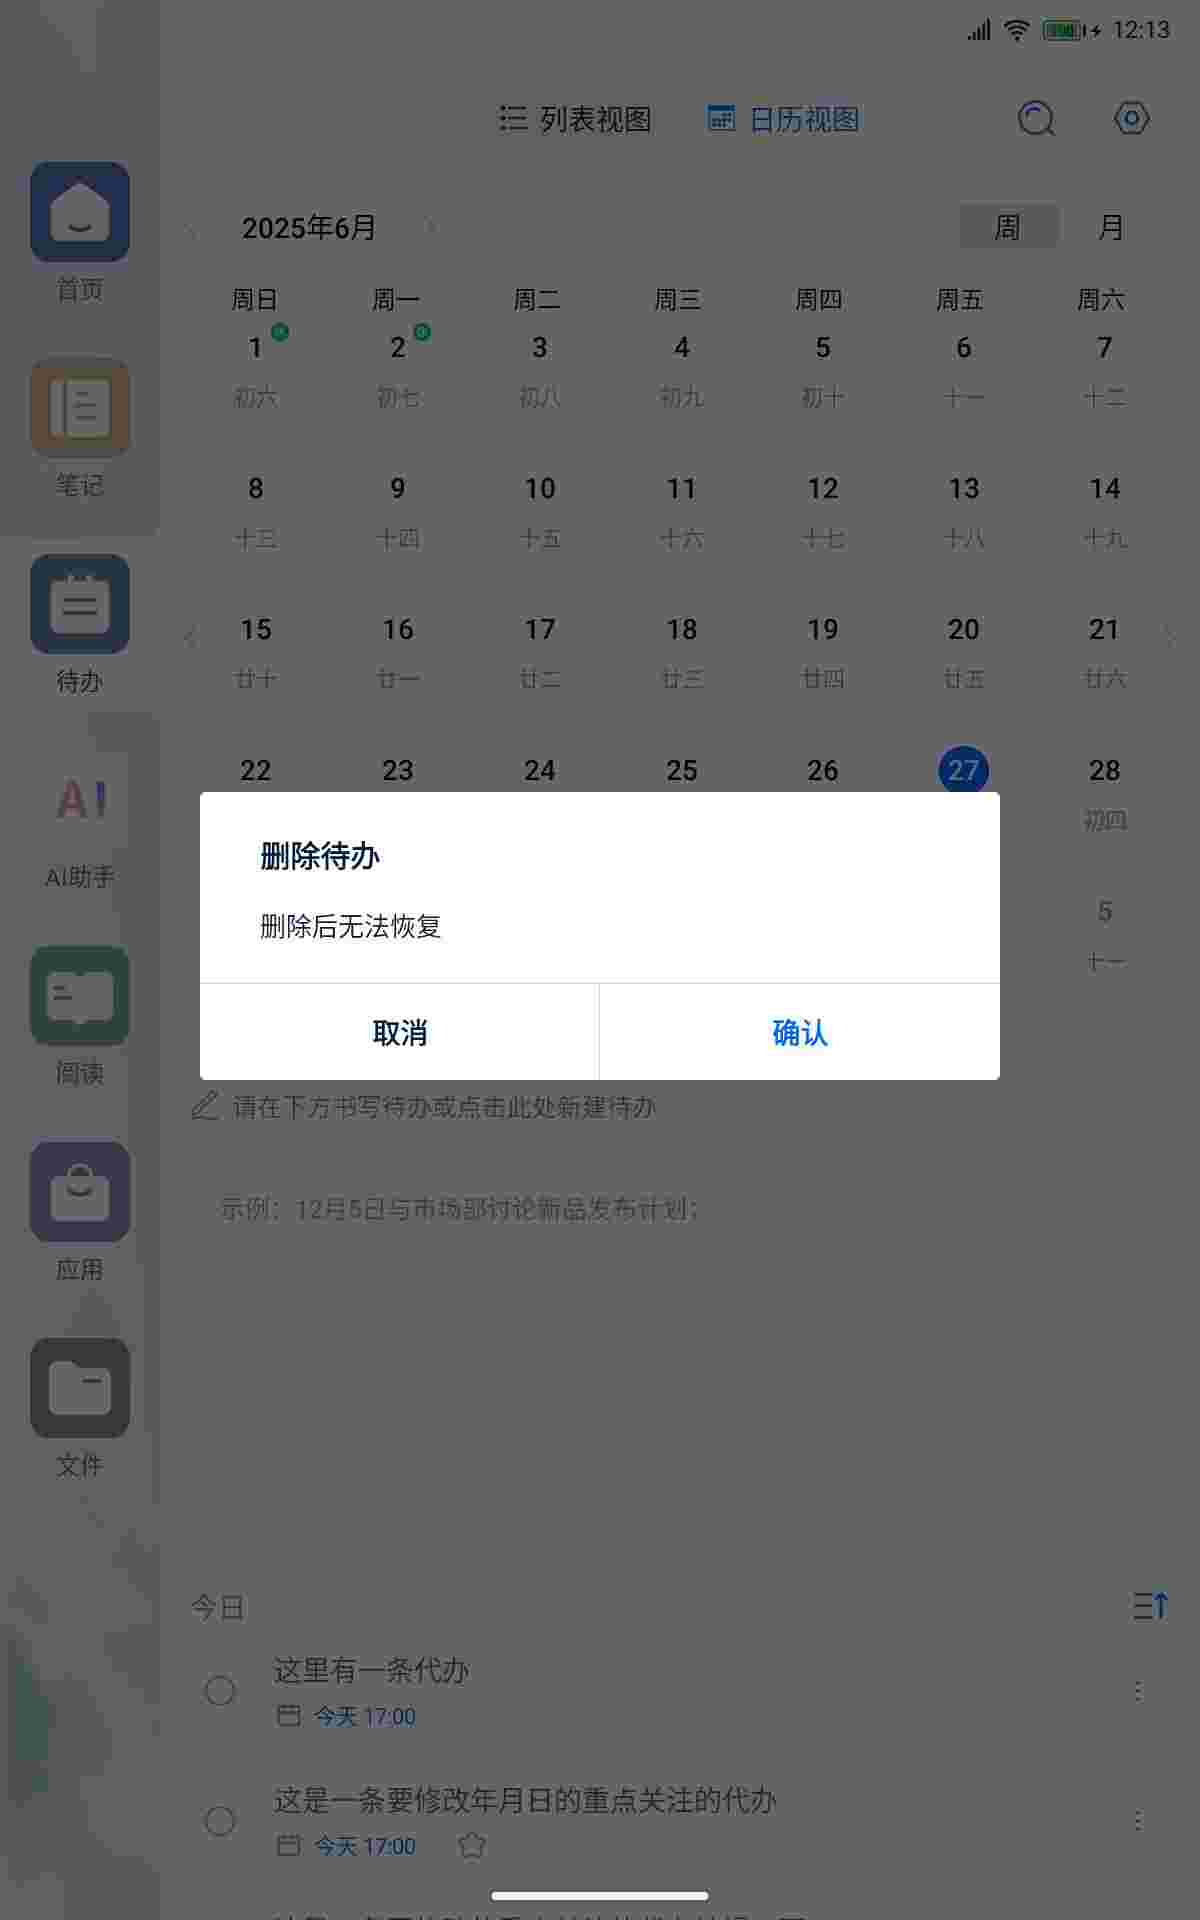 12:13
列表视图 日历视图
首页
笔记
待办
AI
AI助手
阅读
应用
文件
2025年6月
周 月
周日 周一 周二 周三 周四 周五 周六
1 2 3 4 5 6 7
初六 初七 初八 初九 初十 十一 十二
8 9 10 11 12 13 14
十三 十四 十五 十六 十七 十八 十九
15 16 17 18 19 20 21
廿十 廿一 廿二 廿三 廿四 廿五 廿六
22 23 24 25 26 27 28
初四
5
十一
删除待办
删除后无法恢复
取消 确认
请在下方书写待办或点击此处新建待办
示例：12月5日与市场部讨论新品发布计划；
今日
这里有一条代办
今天 17:00
这是一条要修改年月日的重点关注的代办
今天 17:00